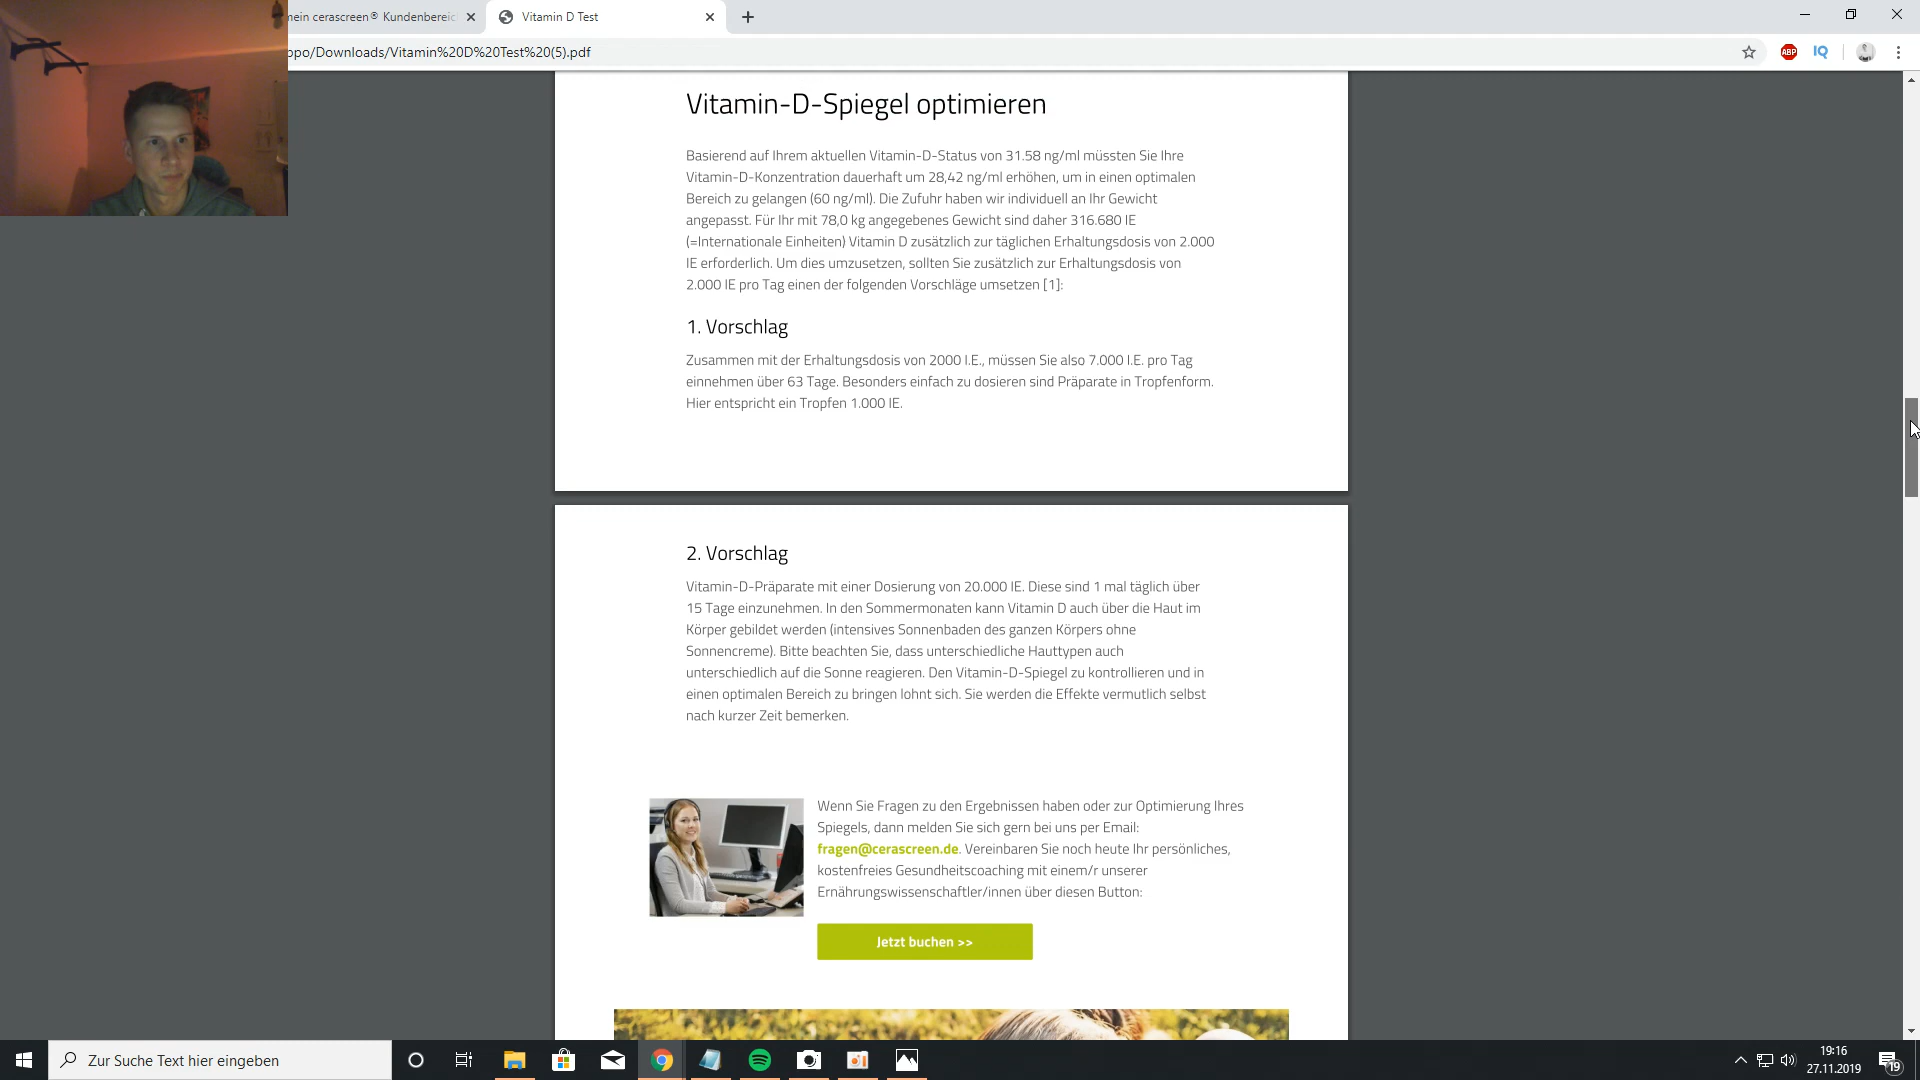 mein cerascreen® Kundenbereic
Vitamin D Test
ppo/Downloads/Vitamin%20D%20Test%20(5).pdf
ABP
IQ
Vitamin-D-Spiegel optimieren
Basierend auf Ihrem aktuellen Vitamin-D-Status von 31.58 ng/ml müssten Sie Ihre
Vitamin-D-Konzentration dauerhaft um 28,42 ng/ml erhöhen, um in einen optimalen
Bereich zu gelangen (60 ng/ml). Die Zufuhr haben wir individuell an Ihr Gewicht
angepasst. Für Ihr mit 78,0 kg angegebenes Gewicht sind daher 316.680 IE
(=Internationale Einheiten) Vitamin D zusätzlich zur täglichen Erhaltungsdosis von 2.000
IE erforderlich. Um dies umzusetzen, sollten Sie zusätzlich zur Erhaltungsdosis von
2.000 IE pro Tag einen der folgenden Vorschläge umsetzen [1]:
1. Vorschlag
Zusammen mit der Erhaltungsdosis von 2000 I.E., müssen Sie also 7.000 I.E. pro Tag
einnehmen über 63 Tage. Besonders einfach zu dosieren sind Präparate in Tropfenform.
Hier entspricht ein Tropfen 1.000 IE.
2. Vorschlag
Vitamin-D-Präparate mit einer Dosierung von 20.000 IE. Diese sind 1 mal täglich über
15 Tage einzunehmen. In den Sommermonaten kann Vitamin D auch über die Haut im
Körper gebildet werden (intensives Sonnenbaden des ganzen Körpers ohne
Sonnencreme). Bitte beachten Sie, dass unterschiedliche Hauttypen auch
unterschiedlich auf die Sonne reagieren. Den Vitamin-D-Spiegel zu kontrollieren und in
einen optimalen Bereich zu bringen lohnt sich. Sie werden die Effekte vermutlich selbst
nach kurzer Zeit bemerken.
Wenn Sie Fragen zu den Ergebnissen haben oder zur Optimierung Ihres
Spiegels, dann melden Sie sich gern bei uns per Email:
fragen@cerascreen.de. Vereinbaren Sie noch heute Ihr persönliches,
kostenfreies Gesundheitscoaching mit einem/r unserer
Ernährungswissenschaftler/innen über diesen Button:
Jetzt buchen >>
Zur Suche Text hier eingeben
19:16
27.11.2019
19